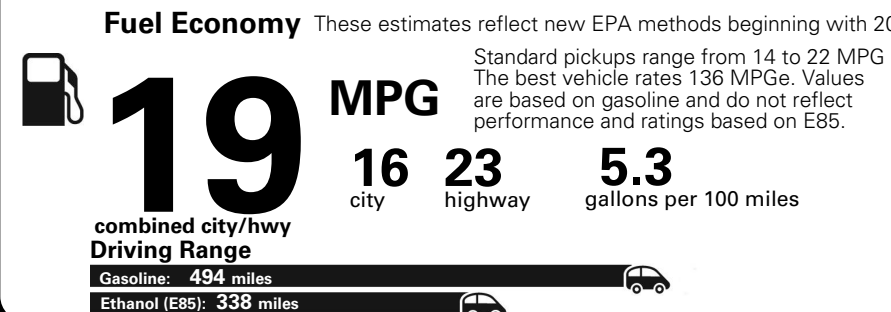 Fuel Economy These estimates reflect new EPA methods beginning with
Standard pickups range from 14 to 22 MPG
The best vehicle rates 136 MPGe. Values
are based on gasoline and do not reflect
performance and ratings based on E85.
19 MPG
16 23 5.3
city highway gallons per 100 miles
combined city/hwy
Driving Range
Gasoline: 494 miles
Ethanol (E85): 338 miles